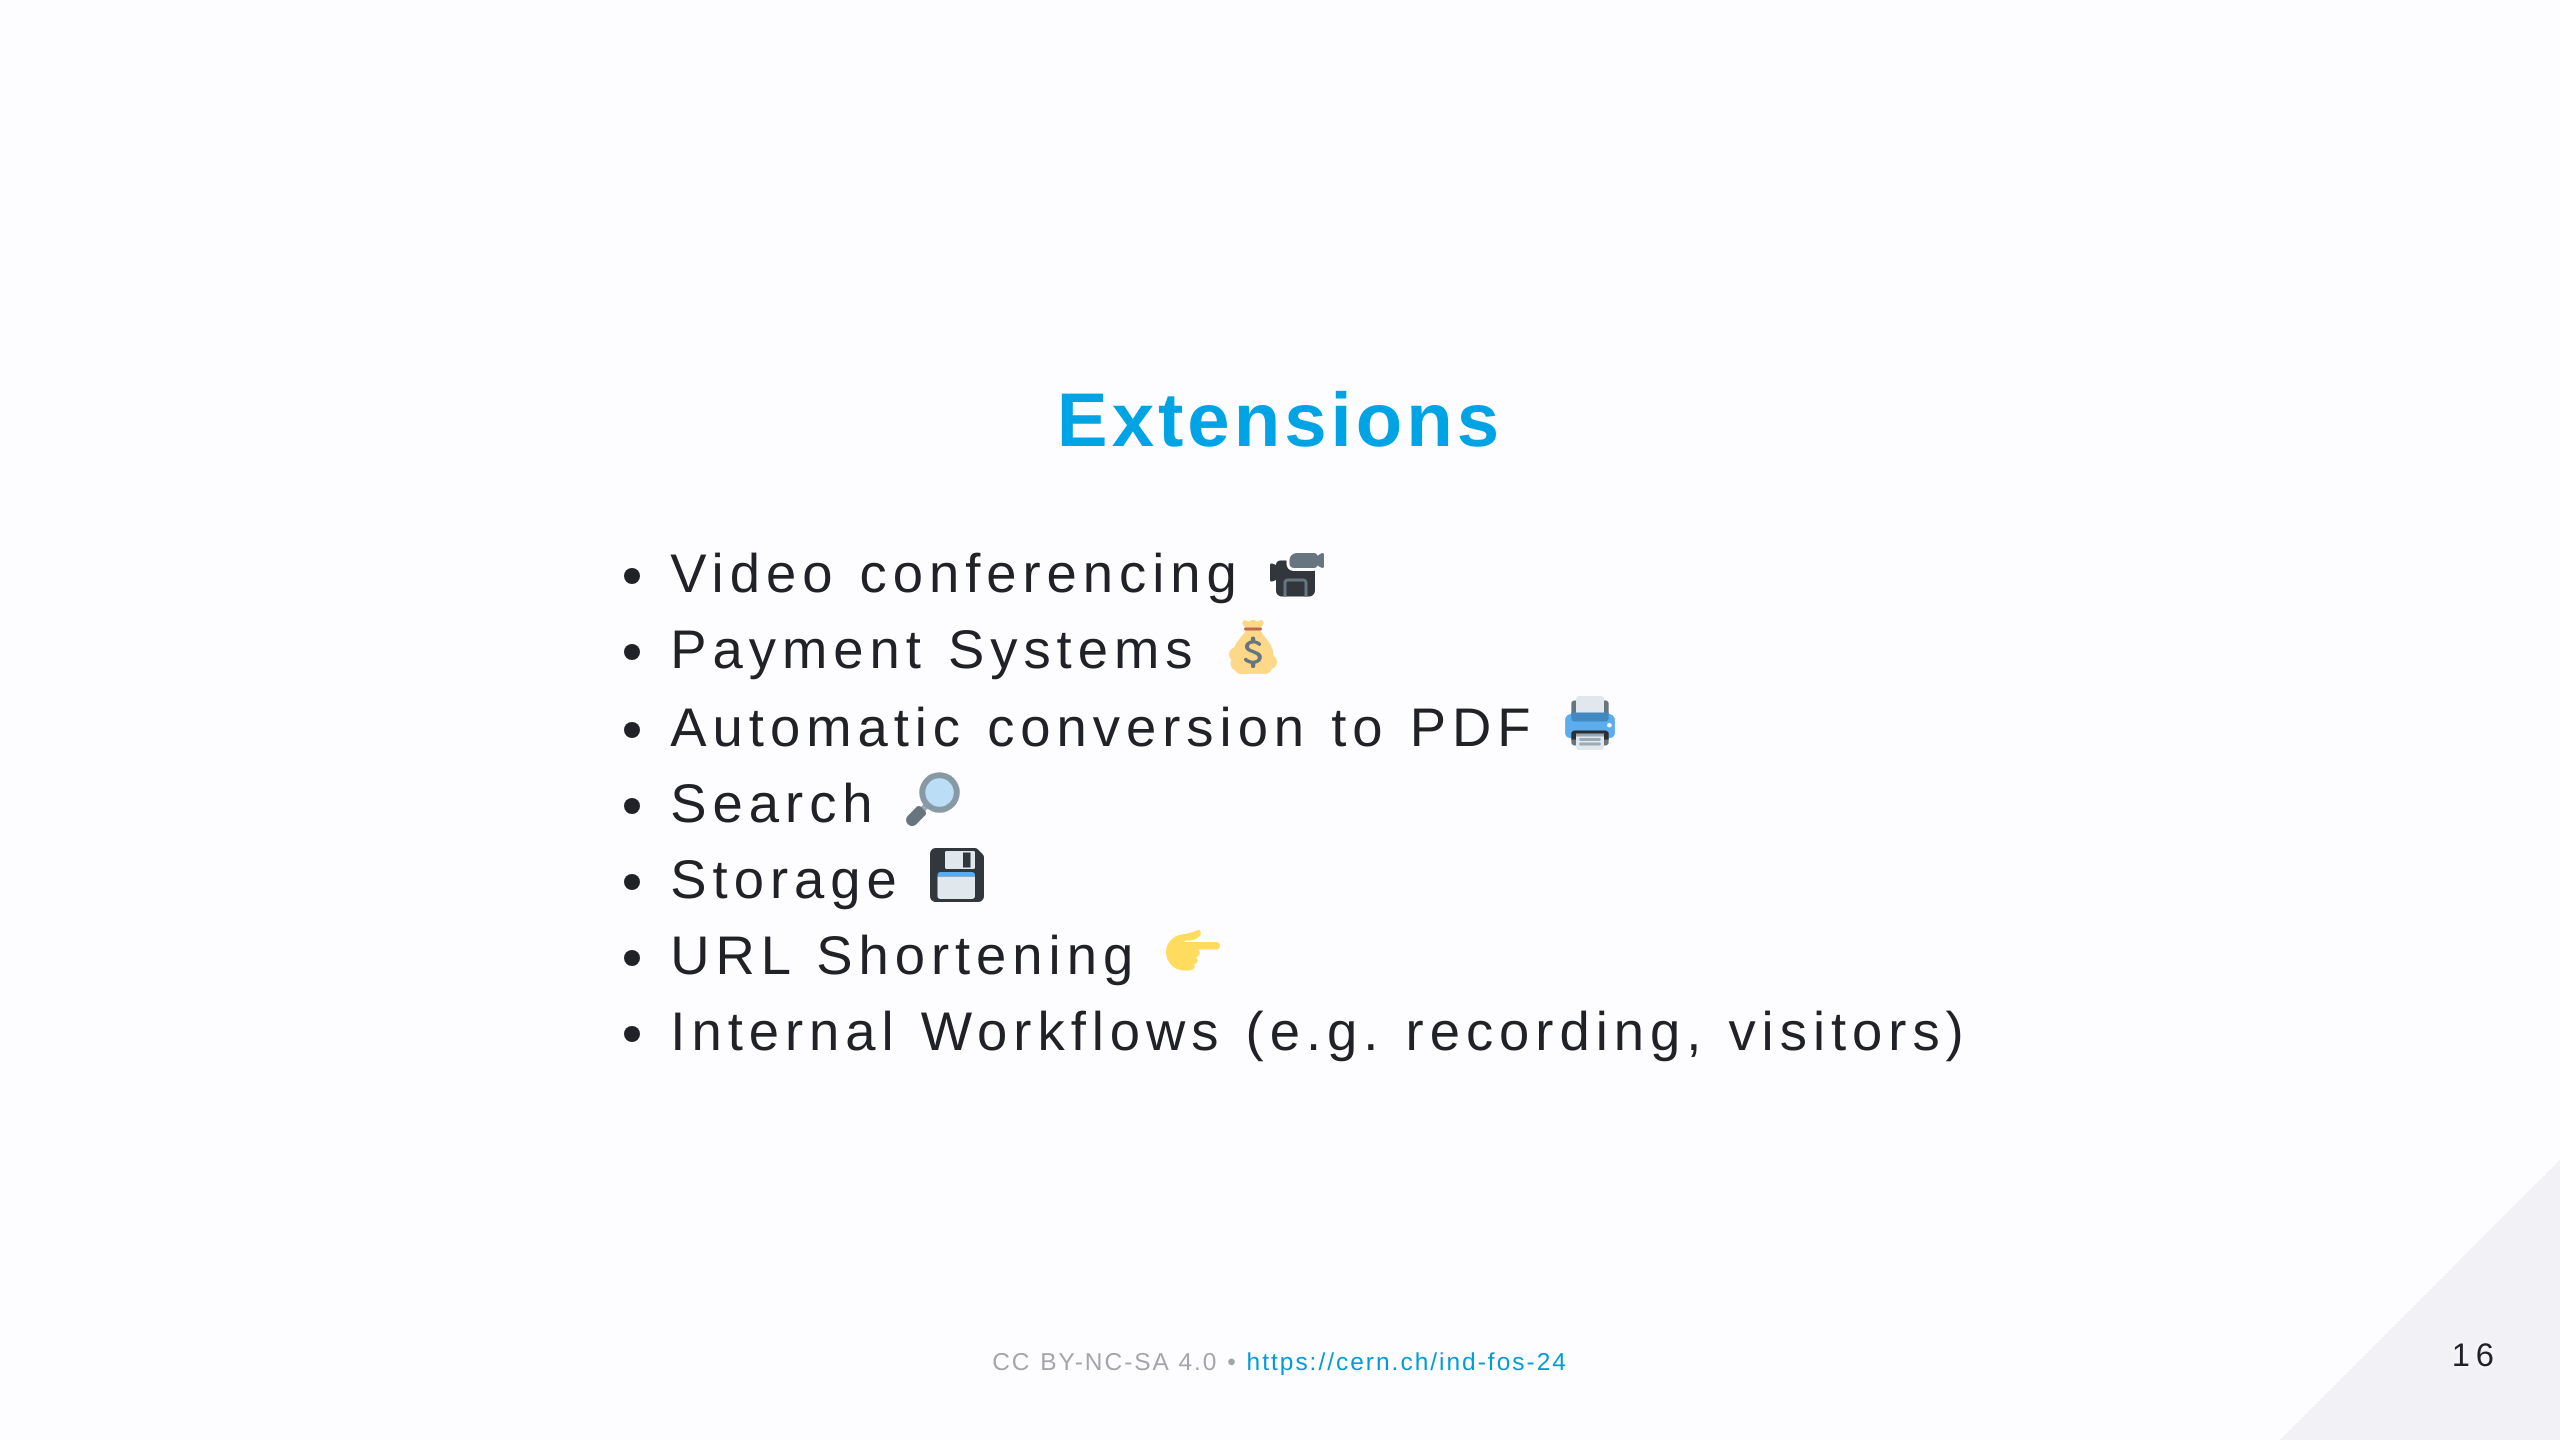 Extensions
• Video conferencing
• Payment Systems
• Automatic conversion to PDF
• Search
• Storage
• URL Shortening
• Internal Workflows (e.g. recording, visitors)
CC BY-NC-SA 4.0 • https://cern.ch/ind-fos-24
16